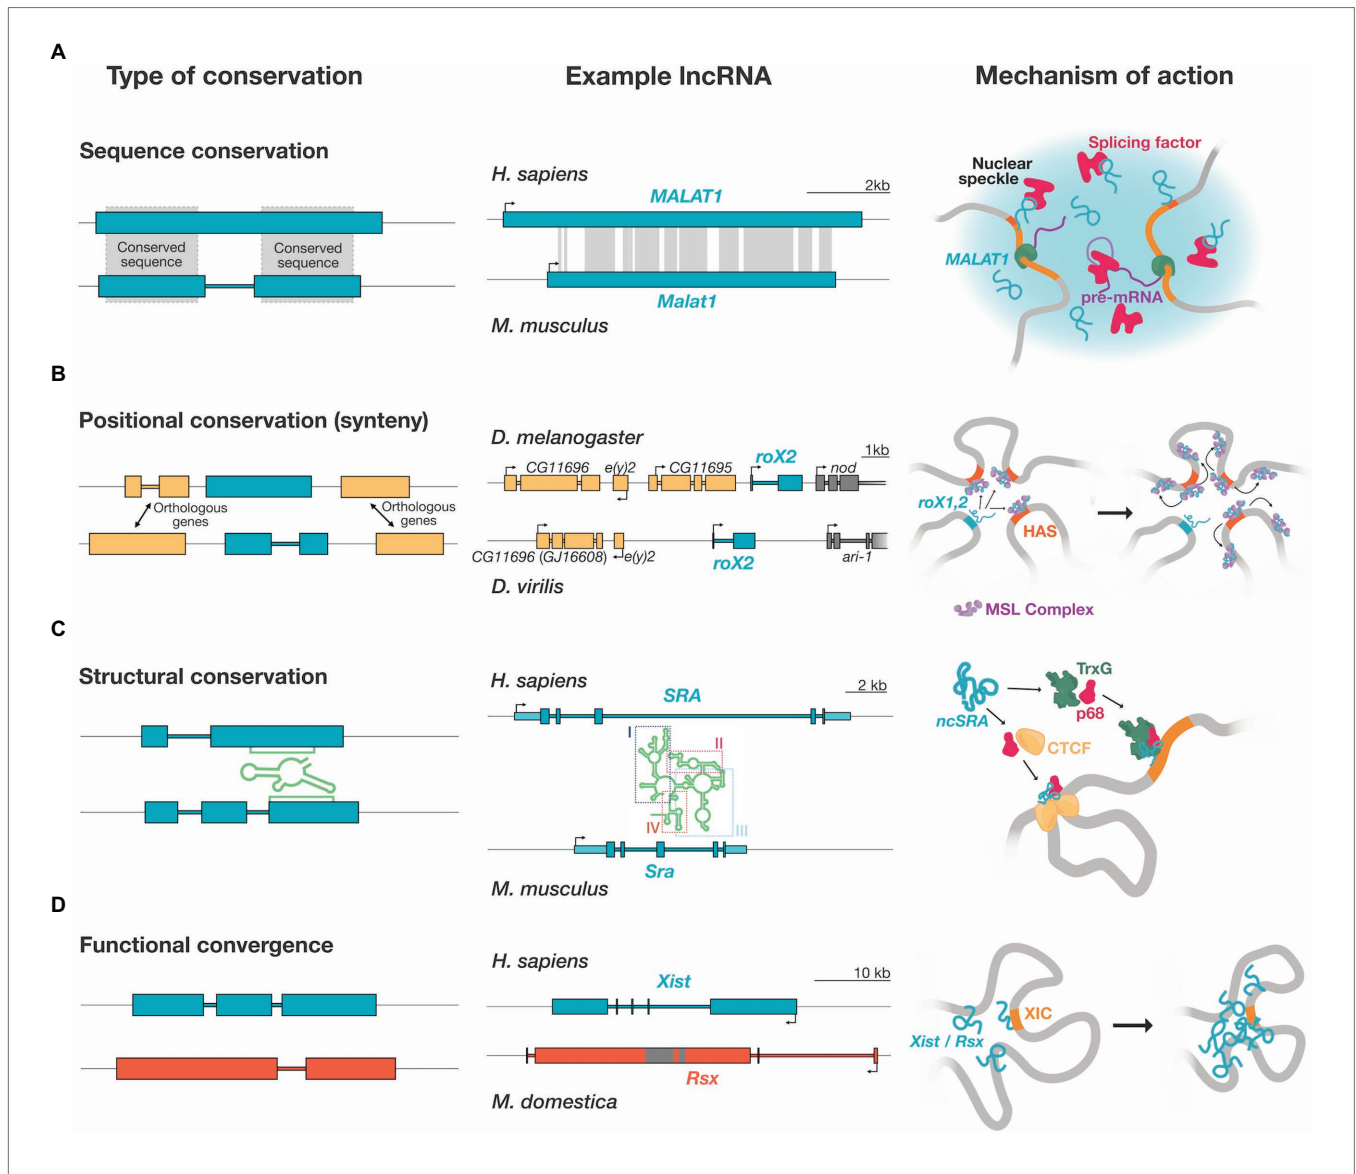 A
Type of conservation
Example lncRNA
Mechanism of action
Sequence conservation
Conserved
sequence
Conserved
sequence
H. sapiens
2kb
MALAT1
Malat1
M. musculus
Splicing factor
Nuclear
speckle
MALAT1
pre-mRNA
B
Positional conservation (synteny)
Orthologous
genes
Orthologous
genes
D. melanogaster
1kb
CG11696
e(y)2
CG11695
roX2
nod
CG11696 (GJ16608)
e(y)2
roX2
ari-1
D. virilis
roX1,2
HAS
MSL Complex
C
Structural conservation
H. sapiens
2 kb
SRA
I
II
III
IV
Sra
M. musculus
TrxG
p68
ncSRA
CTCF
D
Functional convergence
H. sapiens
10 kb
Xist
Rsx
M. domestica
XIC
Xist / Rsx